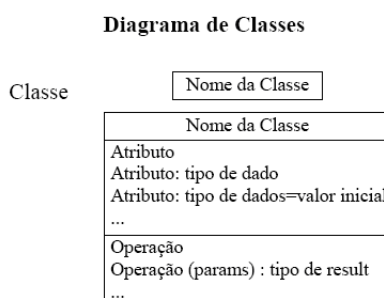 Diagrama de Classes
Classe
Nome da Classe
Nome da Classe
Atributo
Atributo: tipo de dado
Atributo: tipo de dados=valor inicial
...
Operação
Operação (params) : tipo de result
...